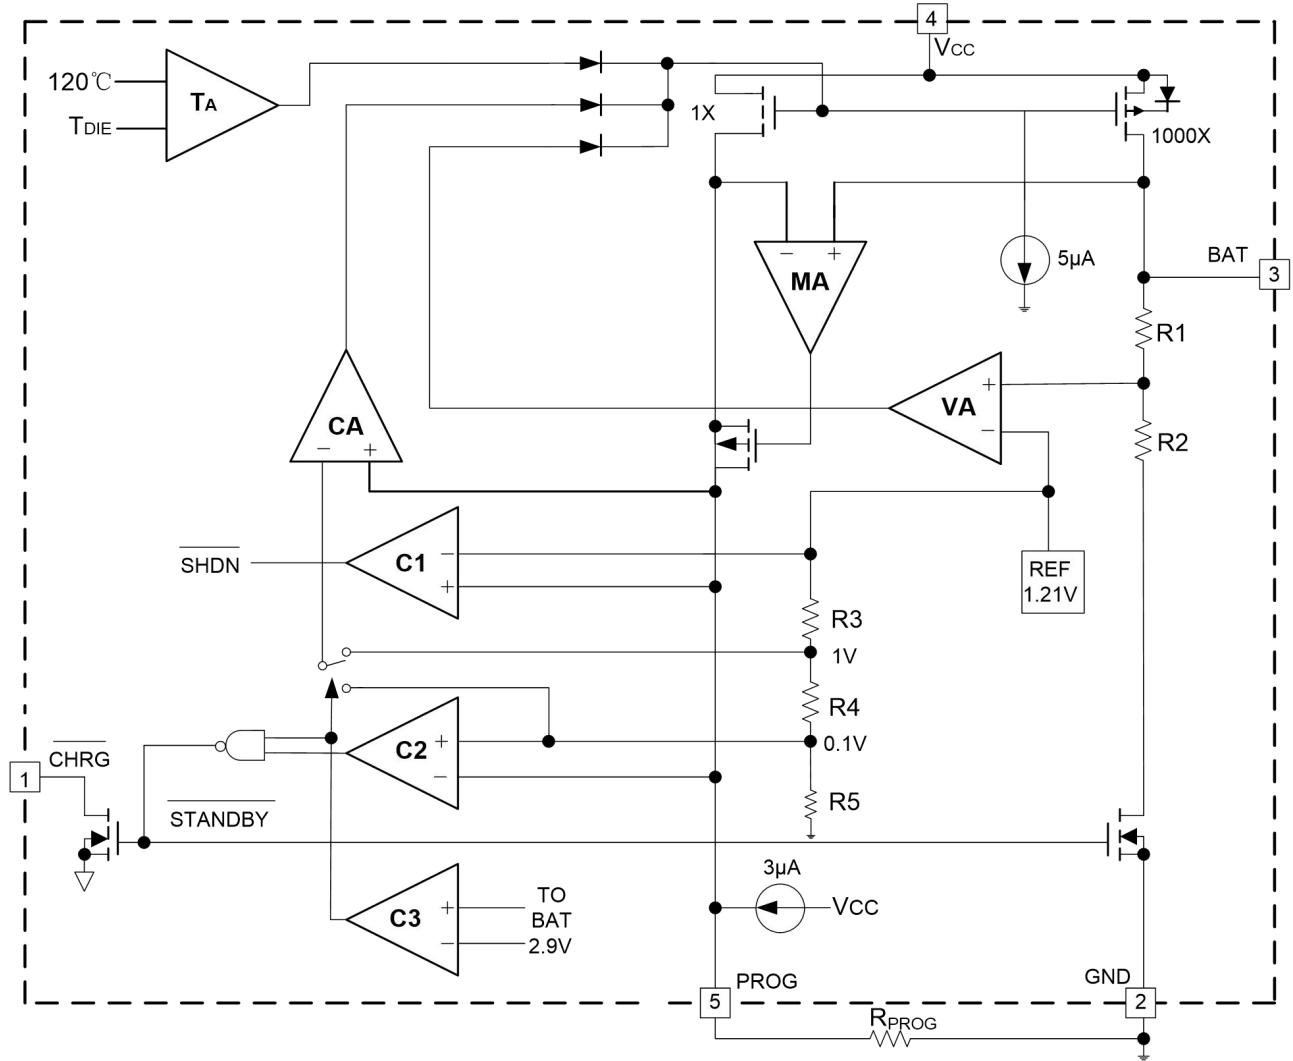 4
VCC
120℃
TA
TDIE
1X
1000X
− +
MA
5μA
BAT
3
R1
+
VA
−
R2
CA
− +
SHDN
C1
−
+
REF
1.21V
R3
1V
R4
0.1V
C2
+
−
CHRG
1
STANDBY
R5
3μA
VCC
C3
+
−
TO
BAT
2.9V
PROG
5
GND
2
RPROG